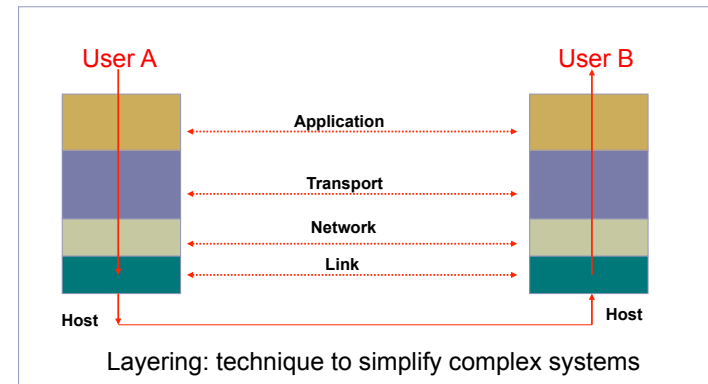 User A
User B
Application
Transport
Network
Link
Host
Host
Layering: technique to simplify complex systems